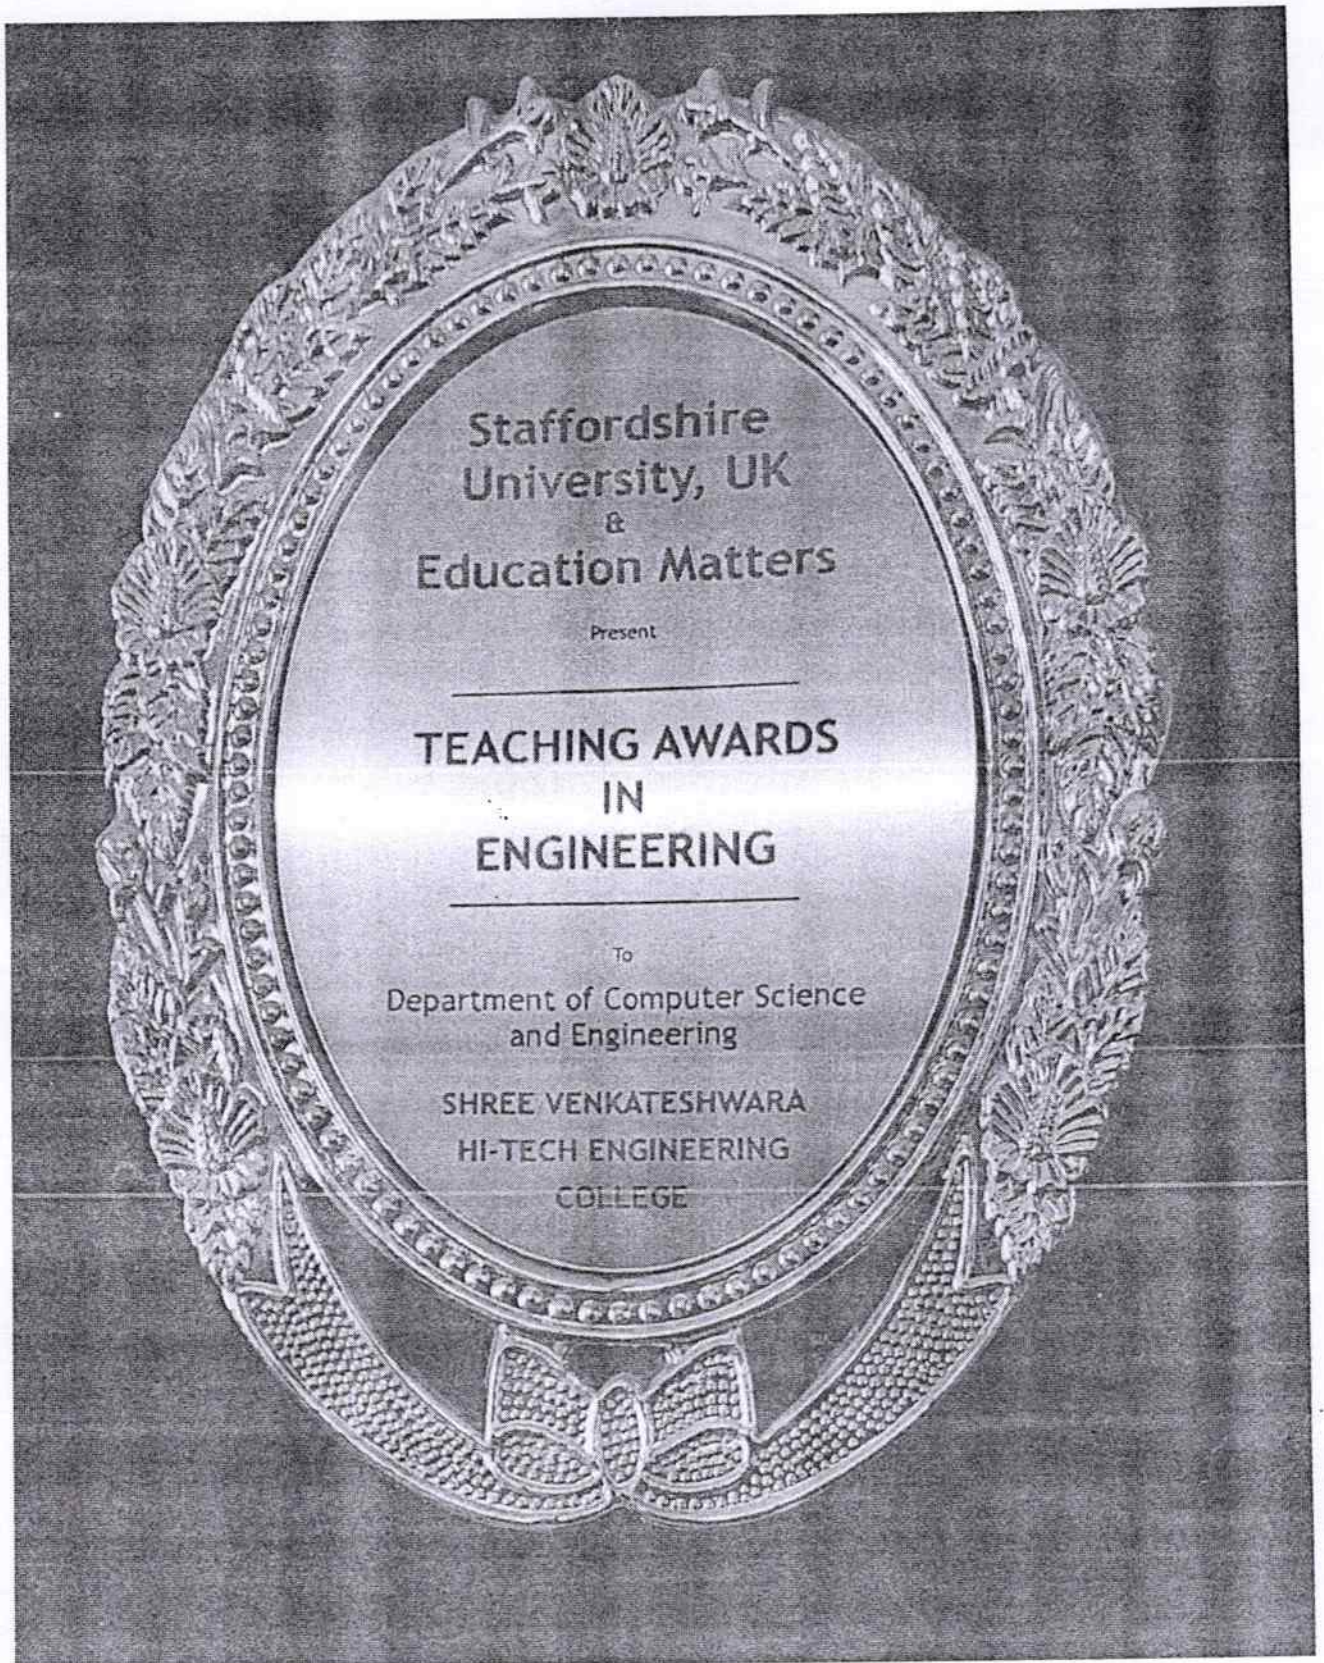 Staffordshire
University, UK
&
Education Matters
Present
TEACHING AWARDS
IN
ENGINEERING
To
Department of Computer Science
and Engineering
SHREE VENKATESHWARA
HI-TECH ENGINEERING
COLLEGE